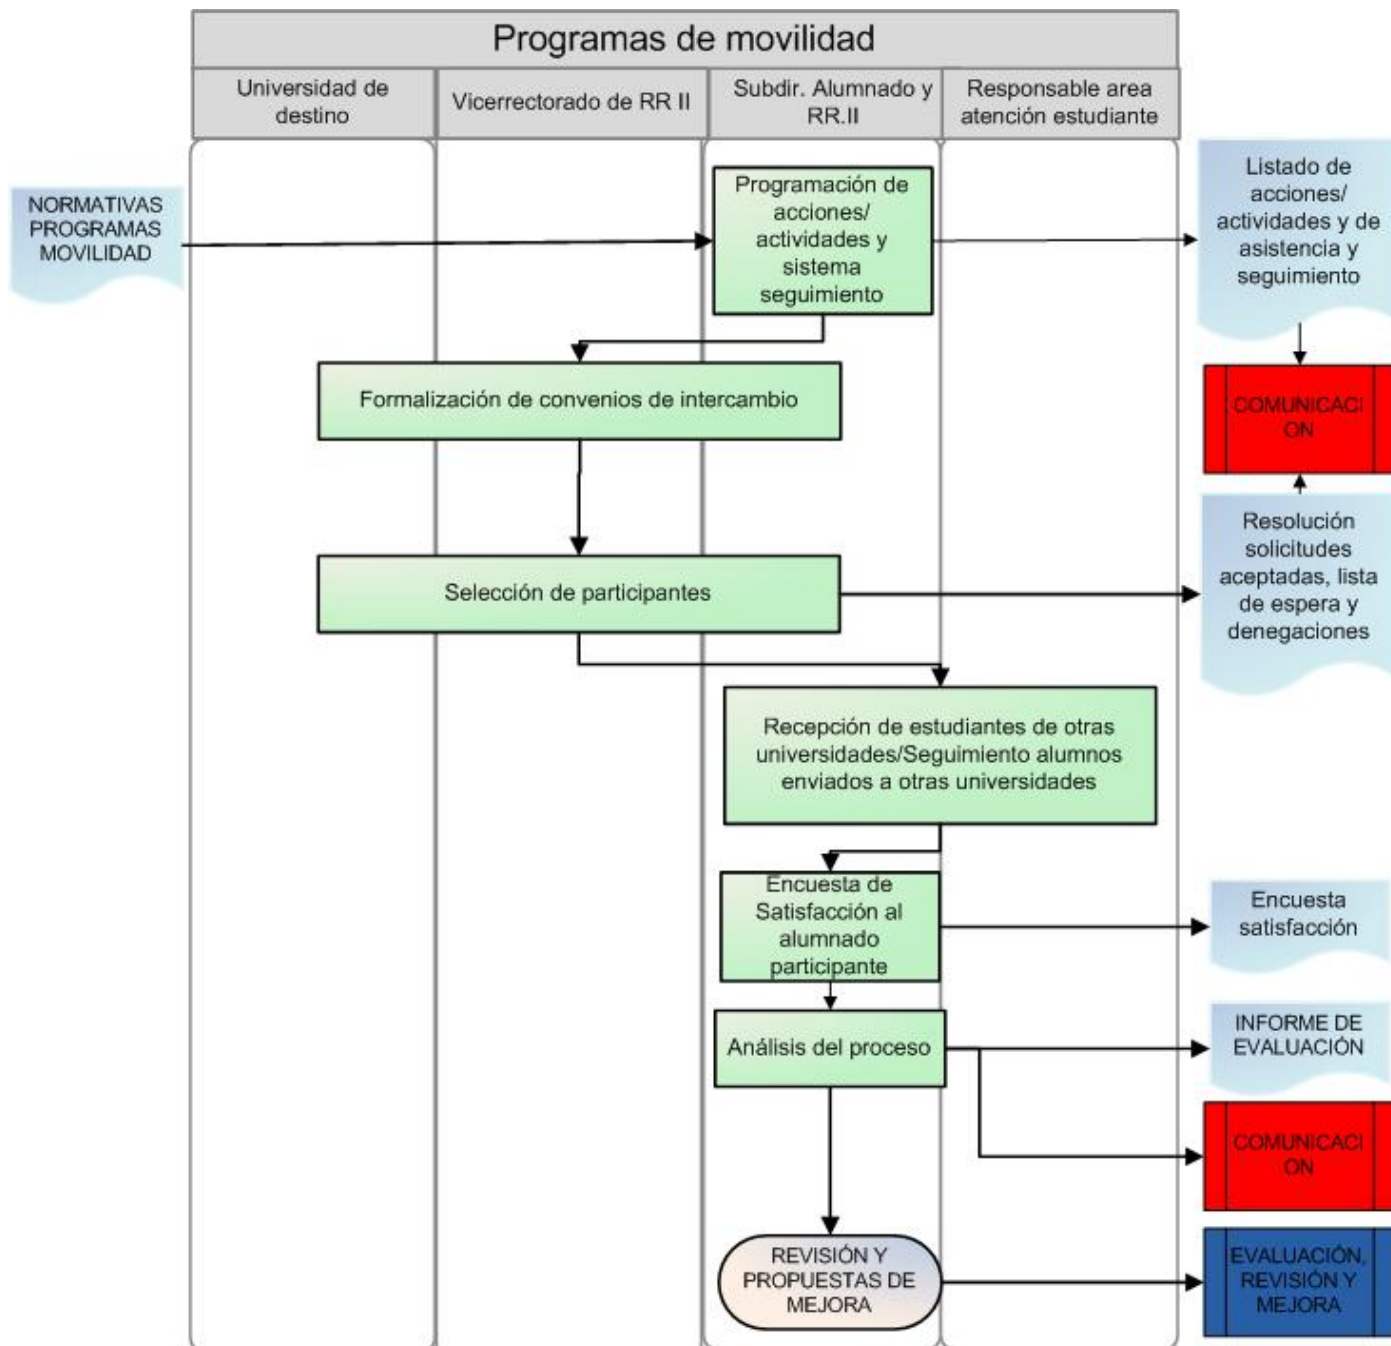 Programas de movilidad
Universidad de
destino
Vicerrectorado de RR II
Subdir. Alumnado y
RR.II
Responsable area
atención estudiante
NORMATIVAS
PROGRAMAS
MOVILIDAD
Programación de
acciones/
actividades y
sistema
seguimiento
Listado de
acciones/
actividades y de
asistencia y
seguimiento
Formalización de convenios de intercambio
COMUNICACI
ON
Selección de participantes
Resolución
solicitudes
aceptadas, lista
de espera y
denegaciones
Recepción de estudiantes de otras
universidades/Seguimiento alumnos
enviados a otras universidades
Encuesta de
Satisfacción al
alumnado
participante
Encuesta
satisfacción
Análisis del proceso
INFORME DE
EVALUACIÓN
COMUNICACI
ON
REVISIÓN Y
PROPUESTAS DE
MEJORA
EVALUACIÓN,
REVISIÓN Y
MEJORA